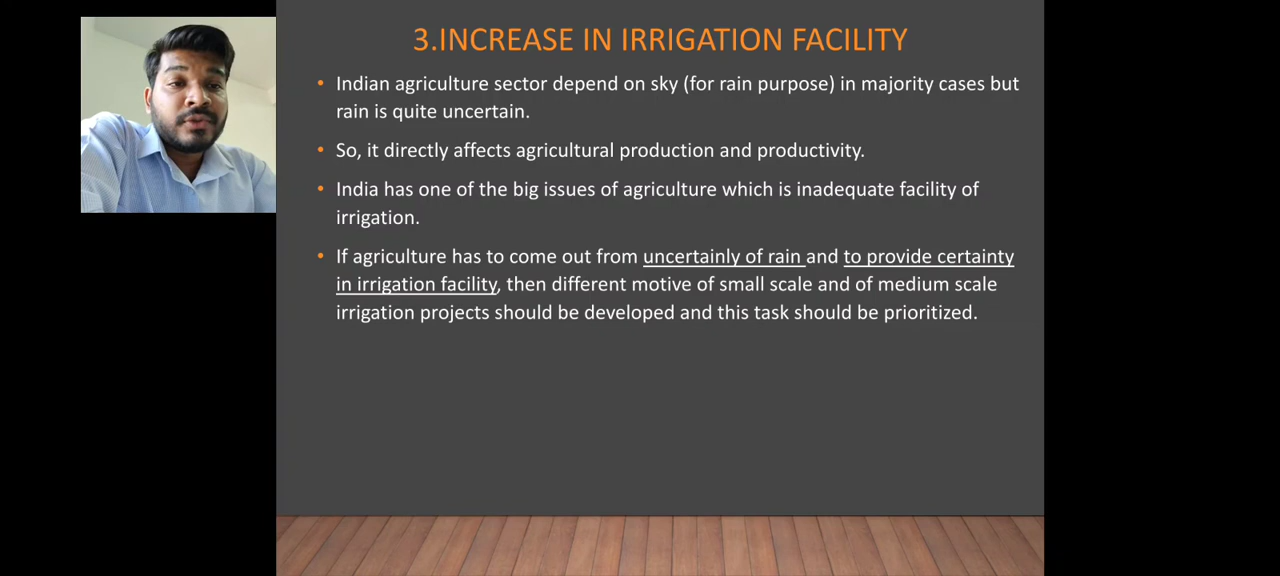 3.INCREASE IN IRRIGATION FACILITY
• Indian agriculture sector depend on sky (for rain purpose) in majority cases but
rain is quite uncertain.
• So, it directly affects agricultural production and productivity.
• India has one of the big issues of agriculture which is inadequate facility of
irrigation.
• If agriculture has to come out from uncertainly of rain and to provide certainty
in irrigation facility, then different motive of small scale and of medium scale
irrigation projects should be developed and this task should be prioritized.